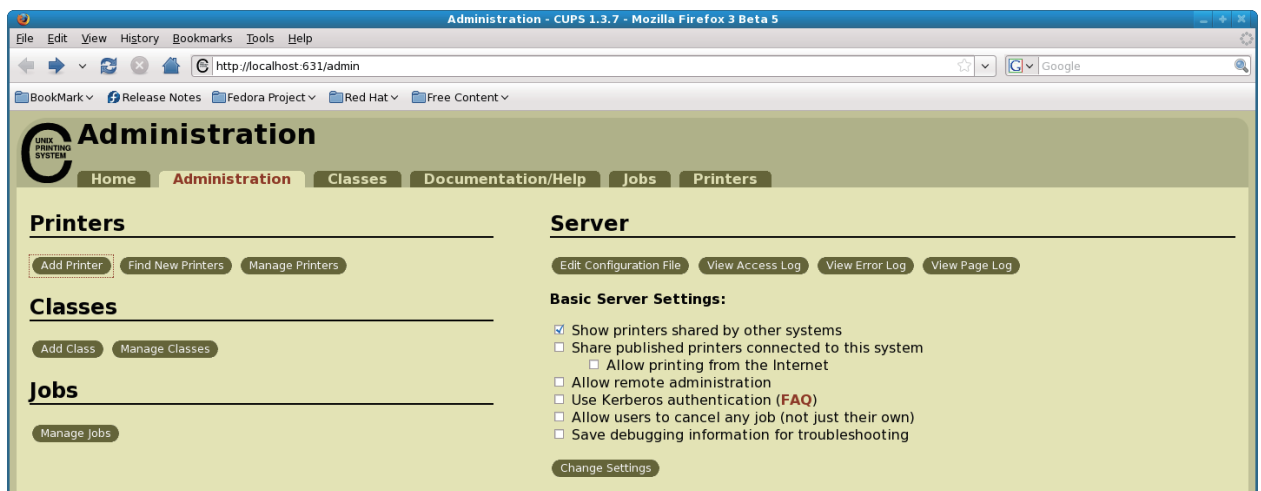 Administration - CUPS 1.3.7 - Mozilla Firefox 3 Beta 5
File Edit View History Bookmarks Tools Help
http://localhost:631/admin
G Google
BookMark Release Notes Fedora Project Red Hat Free Content
UNIX
PRINTING
SYSTEM
Administration
Home Administration Classes Documentation/Help Jobs Printers
Printers
Add Printer Find New Printers Manage Printers
Classes
Add Class Manage Classes
Jobs
Manage Jobs
Server
Edit Configuration File View Access Log View Error Log View Page Log
Basic Server Settings:
Show printers shared by other systems
Share published printers connected to this system
Allow printing from the Internet
Allow remote administration
Use Kerberos authentication (FAQ)
Allow users to cancel any job (not just their own)
Save debugging information for troubleshooting
Change Settings